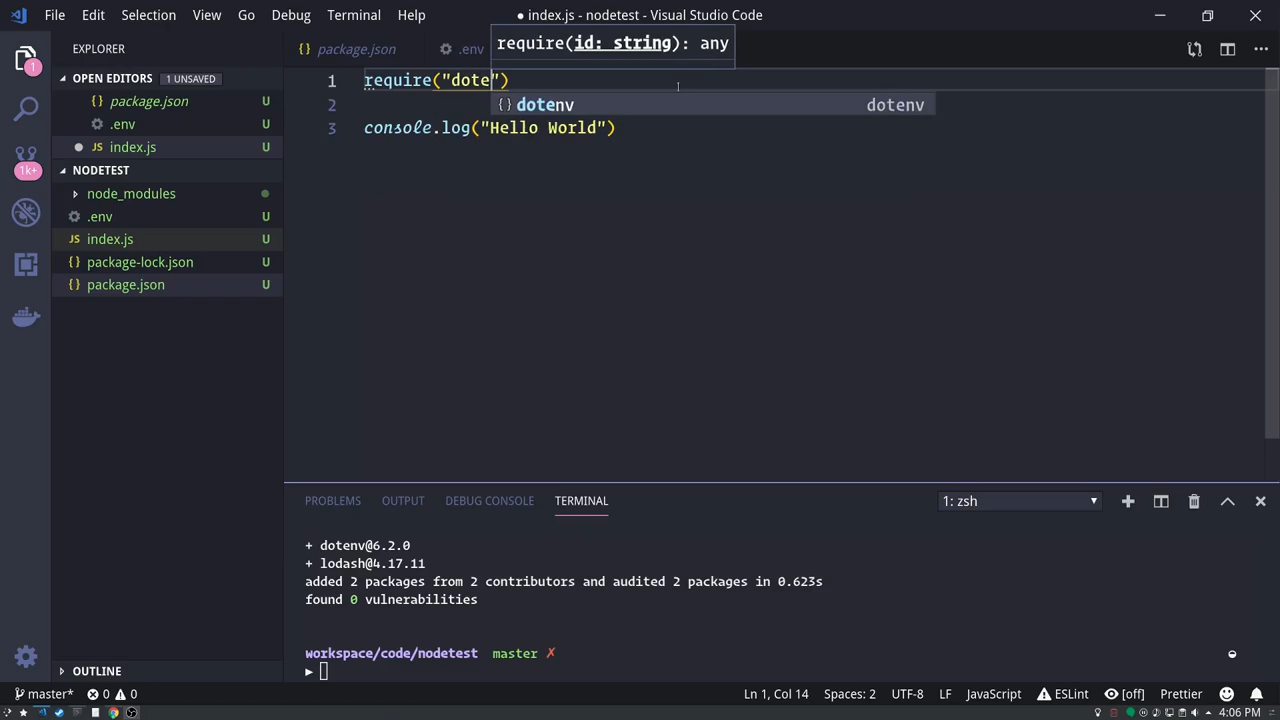 File Edit Selection View Go Debug Terminal Help
● index.js - nodetest - Visual Studio Code
EXPLORER
1
OPEN EDITORS 1 UNSAVED
{ } package.json U
.env U
● JS index.js U
1k+
NODETEST
node_modules
.env U
JS index.js U
{ } package-lock.json U
{ } package.json U
OUTLINE
{ } package.json
.env
require(id: string): any
1 require("dote")
{ } dotenv dotenv
2
3 console.log("Hello World")
PROBLEMS OUTPUT DEBUG CONSOLE TERMINAL
1: zsh
+ dotenv@6.2.0
+ lodash@4.17.11
added 2 packages from 2 contributors and audited 2 packages in 0.623s
found 0 vulnerabilities
workspace/code/nodetest master ✗
master* 0 0
Ln 1, Col 14 Spaces: 2 UTF-8 LF JavaScript ESLint [off] Prettier
4:06 PM